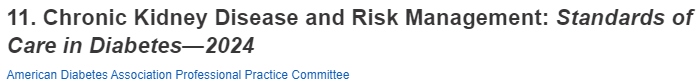 11. Chronic Kidney Disease and Risk Management: Standards of
Care in Diabetes—2024
American Diabetes Association Professional Practice Committee